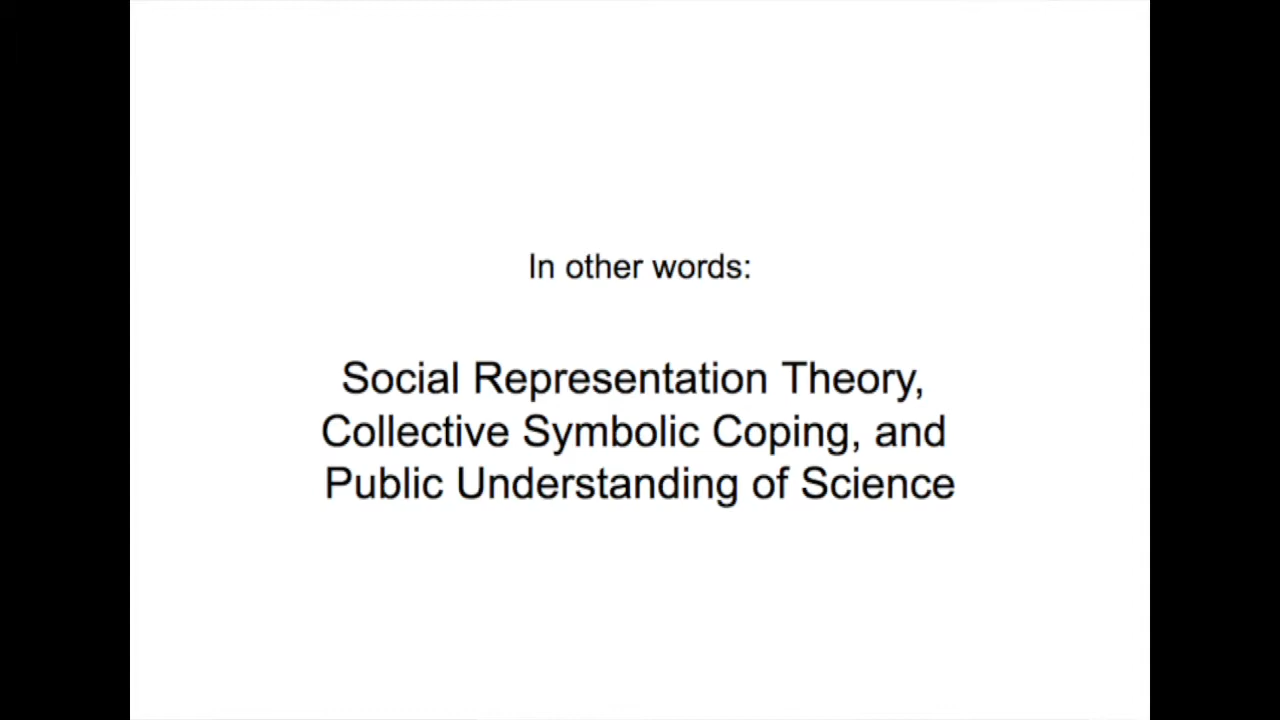 In other words:
Social Representation Theory,
Collective Symbolic Coping, and
Public Understanding of Science